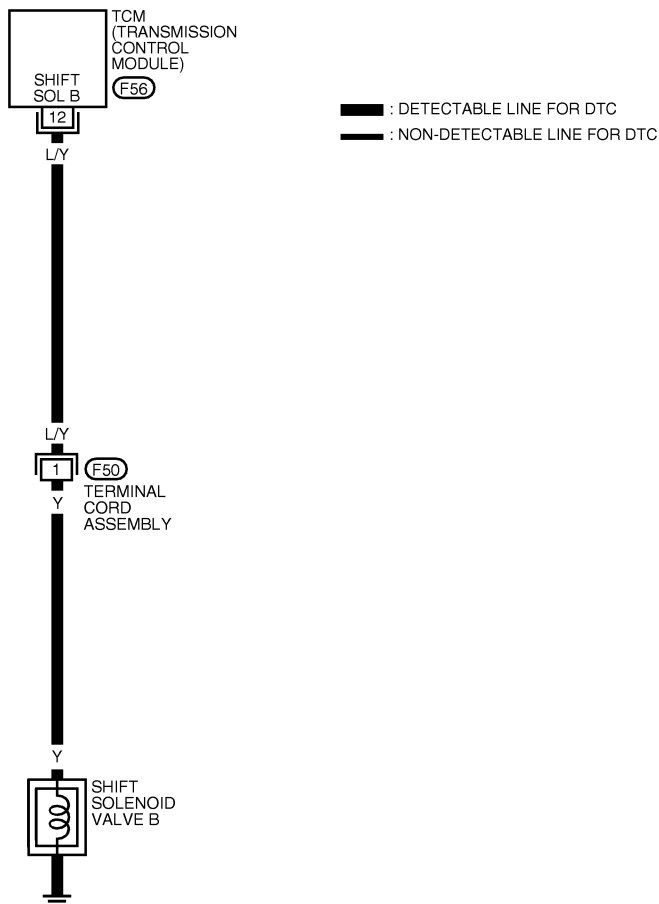 TCM
(TRANSMISSION
CONTROL
MODULE)
F56
SHIFT
SOL B
12
L/Y
: DETECTABLE LINE FOR DTC
: NON-DETECTABLE LINE FOR DTC
L/Y
1
F50
TERMINAL
CORD
ASSEMBLY
Y
Y
SHIFT
SOLENOID
VALVE B